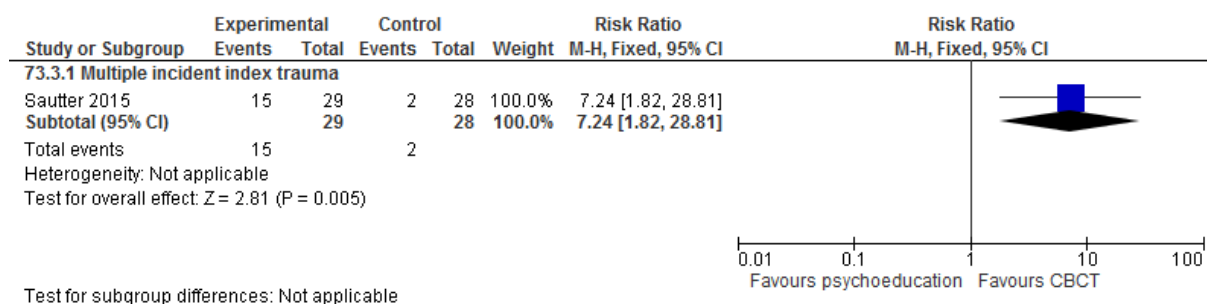 Experimental Control Risk Ratio Risk Ratio
Study or Subgroup Events Total Events Total Weight M-H, Fixed, 95% CI M-H, Fixed, 95% CI
73.3.1 Multiple incident index trauma
Sautter 2015 15 29 2 28 100.0% 7.24 [1.82, 28.81]
Subtotal (95% CI) 29 28 100.0% 7.24 [1.82, 28.81]
Total events 15 2
Heterogeneity: Not applicable
Test for overall effect: Z = 2.81 (P = 0.005)
0.01 0.1 1 10 100
Favours psychoeducation Favours CBCT
Test for subgroup differences: Not applicable